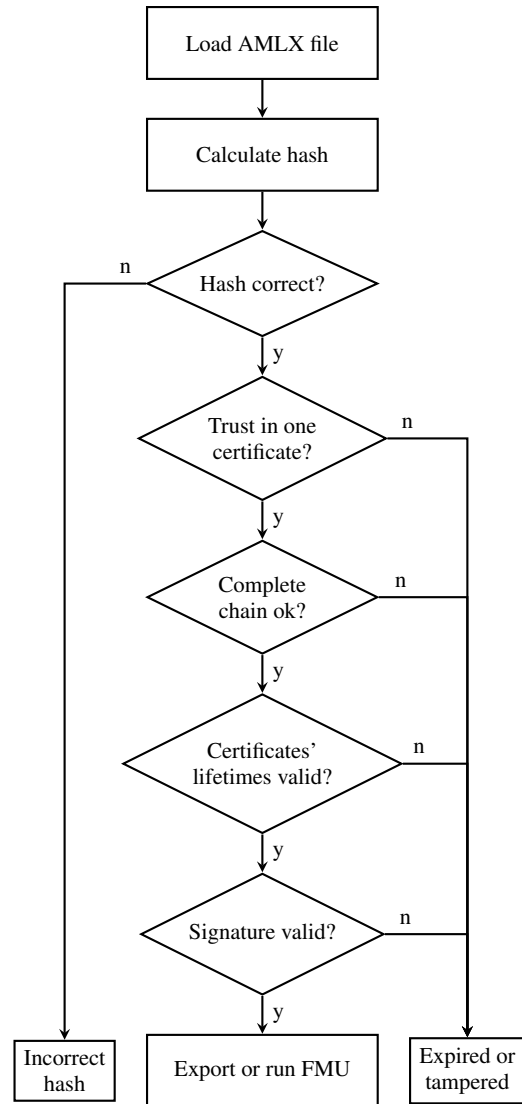 Load AMLX file
Calculate hash
n
Hash correct?
y
Trust in one
certificate?
n
y
Complete
chain ok?
n
y
Certificates'
lifetimes valid?
n
y
Signature valid?
n
y
Incorrect
hash
Export or run FMU
Expired or
tampered